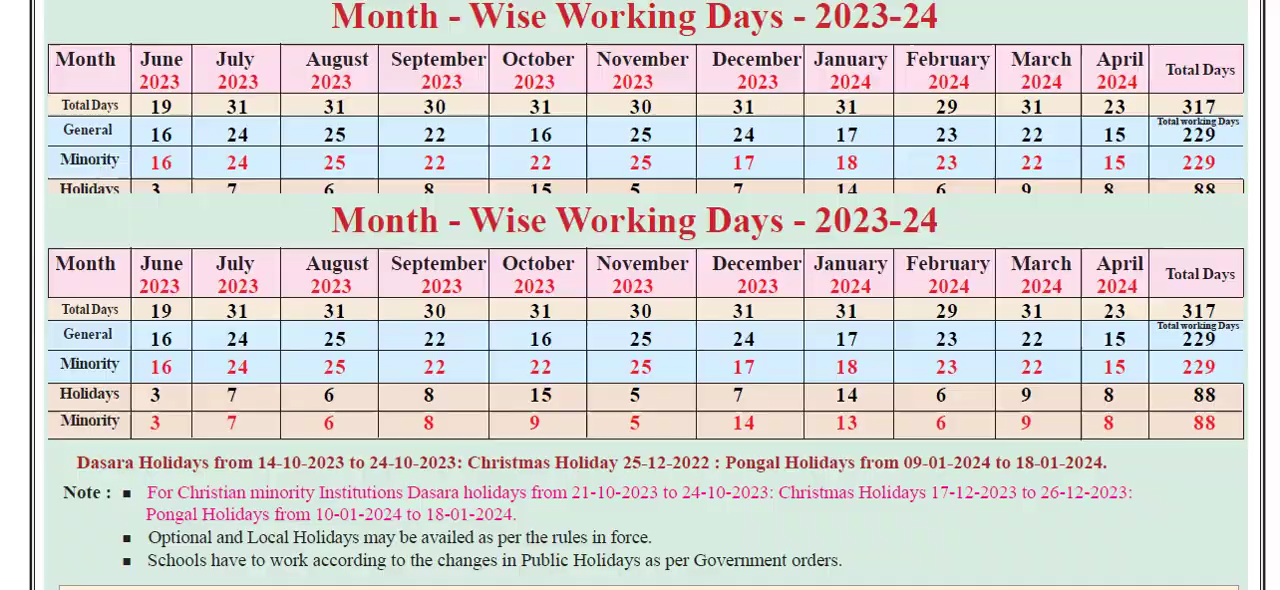 Month - Wise Working Days - 2023-24
Month June July August September October November December January February March April Total Days
2023 2023 2023 2023 2023 2023 2023 2024 2024 2024 2024
Total Days 19 31 31 30 31 30 31 31 29 31 23 317
Total working Days
General 16 24 25 22 16 25 24 17 23 22 15 229
Minority 16 24 25 22 22 25 17 18 23 22 15 229
Holidays 3 7 6 8 15 5 7 14 6 9 8 88
Month - Wise Working Days - 2023-24
Month June July August September October November December January February March April Total Days
2023 2023 2023 2023 2023 2023 2023 2024 2024 2024 2024
Total Days 19 31 31 30 31 30 31 31 29 31 23 317
Total working Days
General 16 24 25 22 16 25 24 17 23 22 15 229
Minority 16 24 25 22 22 25 17 18 23 22 15 229
Holidays 3 7 6 8 15 5 7 14 6 9 8 88
Minority 3 7 6 8 9 5 14 13 6 9 8 88
Dasara Holidays from 14-10-2023 to 24-10-2023: Christmas Holiday 25-12-2022 : Pongal Holidays from 09-01-2024 to 18-01-2024.
Note : ▪ For Christian minority Institutions Dasara holidays from 21-10-2023 to 24-10-2023: Christmas Holidays 17-12-2023 to 26-12-2023:
Pongal Holidays from 10-01-2024 to 18-01-2024.
▪ Optional and Local Holidays may be availed as per the rules in force.
▪ Schools have to work according to the changes in Public Holidays as per Government orders.